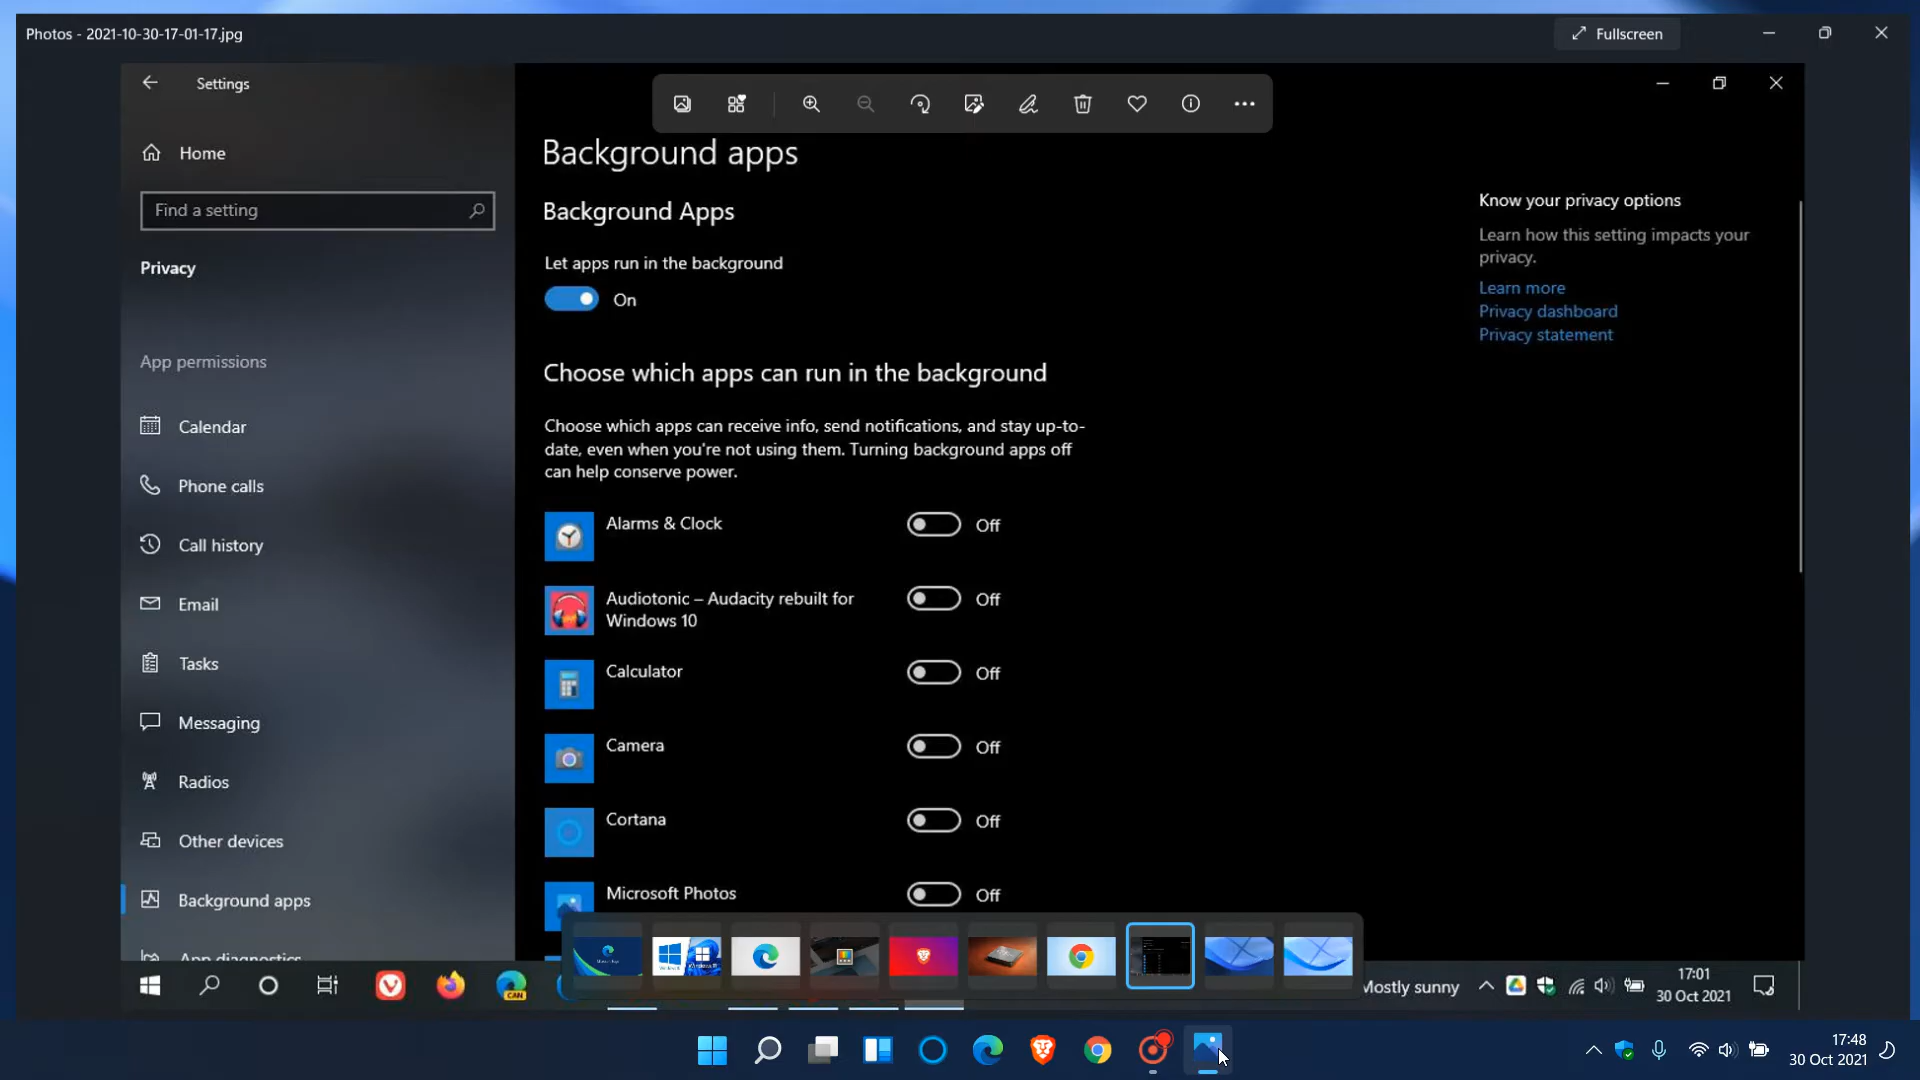 Photos - 2021-10-30-17-01-17.jpg
Fullscreen
Settings
Home
Find a setting
Privacy
App permissions
Calendar
Phone calls
Call history
Email
Tasks
Messaging
Radios
Other devices
Background apps
App diagnostics
Background apps
Background Apps
Let apps run in the background
On
Choose which apps can run in the background
Choose which apps can receive info, send notifications, and stay up-to-
date, even when you're not using them. Turning background apps off
can help conserve power.
Alarms & Clock
Off
Audiotonic – Audacity rebuilt for
Windows 10
Off
Calculator
Off
Camera
Off
Cortana
Off
Microsoft Photos
Off
Know your privacy options
Learn how this setting impacts your
privacy.
Learn more
Privacy dashboard
Privacy statement
CAN
Mostly sunny
17:01
30 Oct 2021
17:48
30 Oct 2021